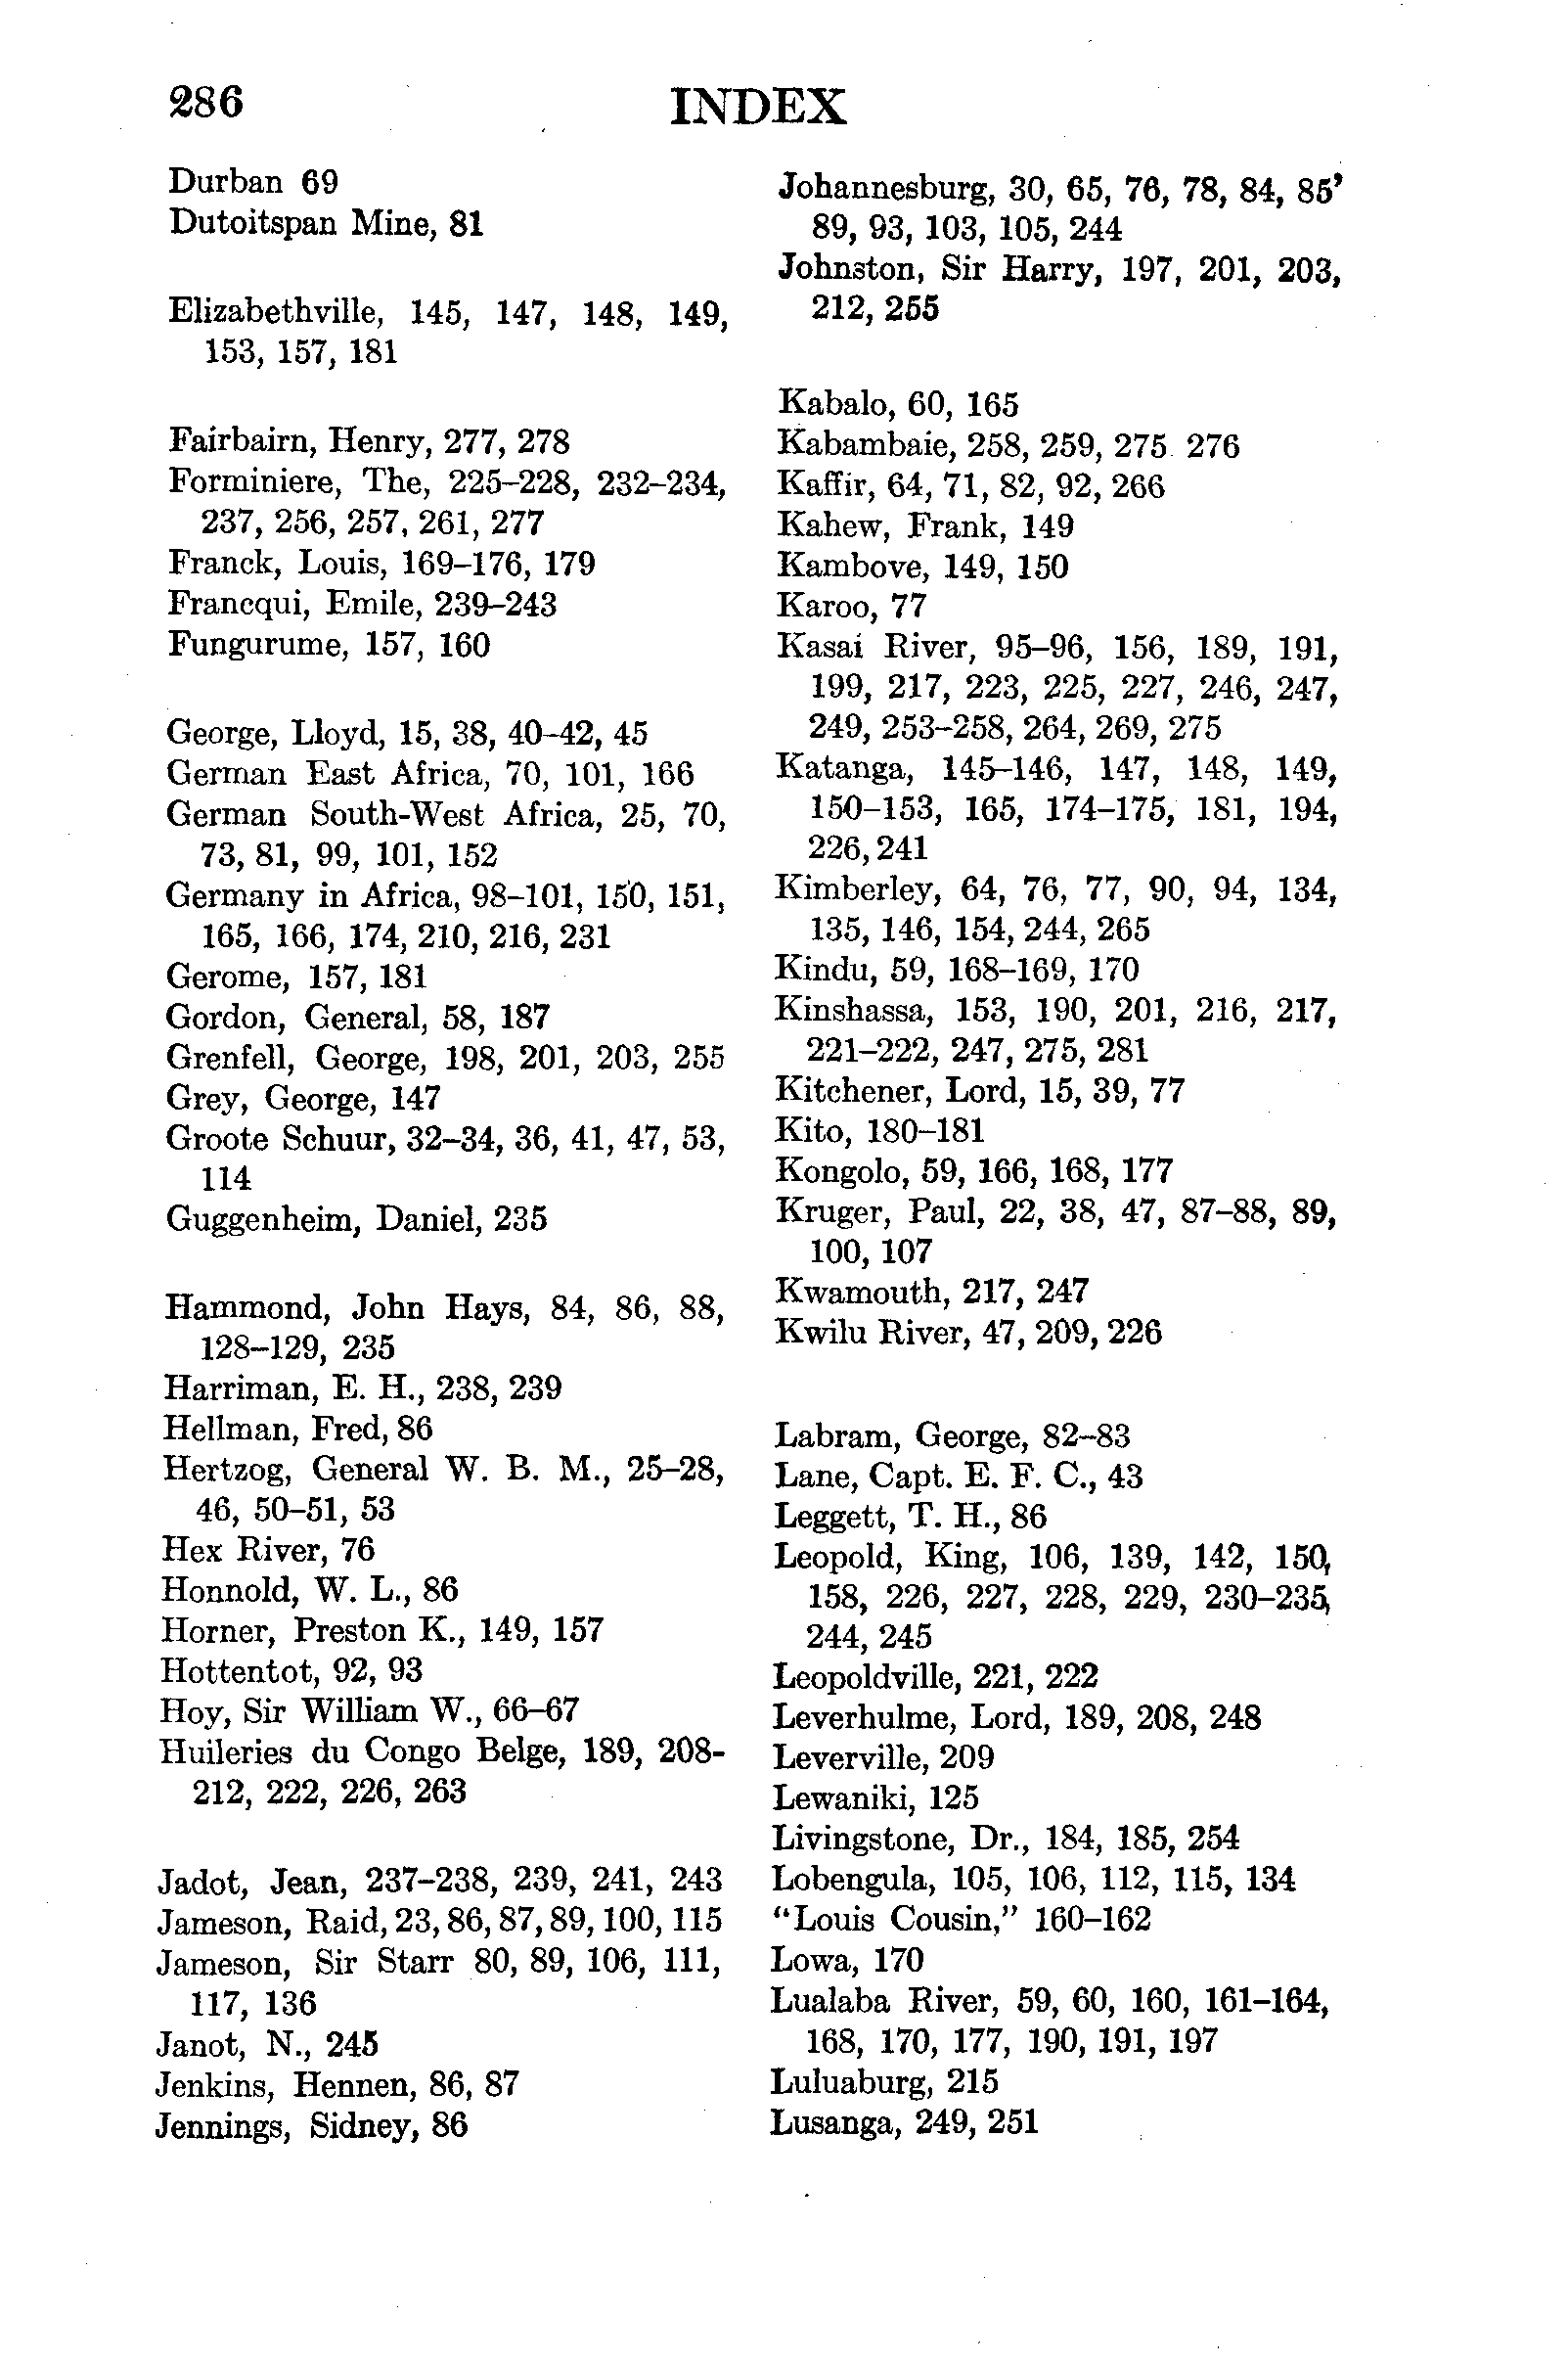 286 INDEX
Durban 69
Dutoitspan Mine, 81
Elizabethville, 145, 147, 148, 149,
153, 157, 181
Fairbairn, Henry, 277, 278
Forminiere, The, 225–228, 232–234,
237, 256, 257, 261, 277
Franck, Louis, 169–176, 179
Francqui, Emile, 239–243
Fungurume, 157, 160
George, Lloyd, 15, 38, 40–42, 45
German East Africa, 70, 101, 166
German South-West Africa, 25, 70,
73, 81, 99, 101, 152
Germany in Africa, 98–101, 150, 151,
165, 166, 174, 210, 216, 231
Gerome, 157, 181
Gordon, General, 58, 187
Grenfell, George, 198, 201, 203, 255
Grey, George, 147
Groote Schuur, 32–34, 36, 41, 47, 53,
114
Guggenheim, Daniel, 235
Hammond, John Hays, 84, 86, 88,
128–129, 235
Harriman, E. H., 238, 239
Hellman, Fred, 86
Hertzog, General W. B. M., 25–28,
46, 50–51, 53
Hex River, 76
Honnold, W. L., 86
Horner, Preston K., 149, 157
Hottentot, 92, 93
Hoy, Sir William W., 66–67
Huileries du Congo Belge, 189, 208-
212, 222, 226, 263
Jadot, Jean, 237–238, 239, 241, 243
Jameson, Raid, 23, 86, 87, 89, 100, 115
Jameson, Sir Starr 80, 89, 106, 111,
117, 136
Janot, N., 245
Jenkins, Hennen, 86, 87
Jennings, Sidney, 86
Johannesburg, 30, 65, 76, 78, 84, 85’
89, 93, 103, 105, 244
Johnston, Sir Harry, 197, 201, 203,
212, 255
Kabalo, 60, 165
Kabambaie, 258, 259, 275 276
Kaffir, 64, 71, 82, 92, 266
Kahew, Frank, 149
Kambove, 149, 150
Karoo, 77
Kasai River, 95–96, 156, 189, 191,
199, 217, 223, 225, 227, 246, 247,
249, 253–258, 264, 269, 275
Katanga, 145–146, 147, 148, 149,
150–153, 165, 174–175, 181, 194,
226, 241
Kimberley, 64, 76, 77, 90, 94, 134,
135, 146, 154, 244, 265
Kindu, 59, 168–169, 170
Kinshassa, 153, 190, 201, 216, 217,
221–222, 247, 275, 281
Kitchener, Lord, 15, 39, 77
Kito, 180–181
Kongolo, 59, 166, 168, 177
Kruger, Paul, 22, 38, 47, 87–88, 89,
100, 107
Kwamouth, 217, 247
Kwilu River, 47, 209, 226
Labram, George, 82–83
Lane, Capt. E. F. C., 43
Leggett, T. H., 86
Leopold, King, 106, 139, 142, 150,
158, 226, 227, 228, 229, 230–235,
244, 245
Leopoldville, 221, 222
Leverhulme, Lord, 189, 208, 248
Leverville, 209
Lewaniki, 125
Livingstone, Dr., 184, 185, 254
Lobengula, 105, 106, 112, 115, 134
“Louis Cousin,” 160–162
Lowa, 170
Lualaba River, 59, 60, 160, 161–164,
168, 170, 177, 190, 191, 197
Luluaburg, 215
Lusanga, 249, 251